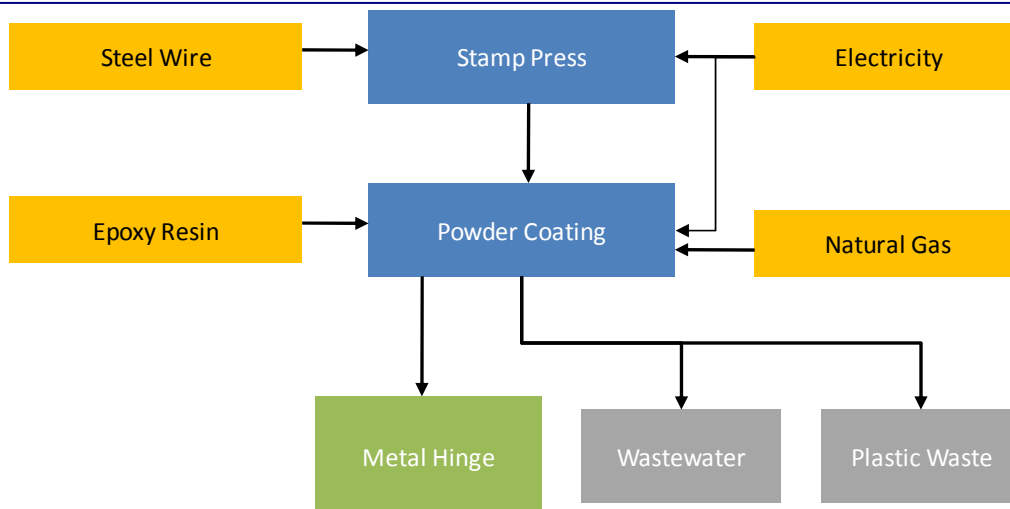 Steel Wire
Stamp Press
Electricity
Epoxy Resin
Powder Coating
Natural Gas
Metal Hinge
Wastewater
Plastic Waste